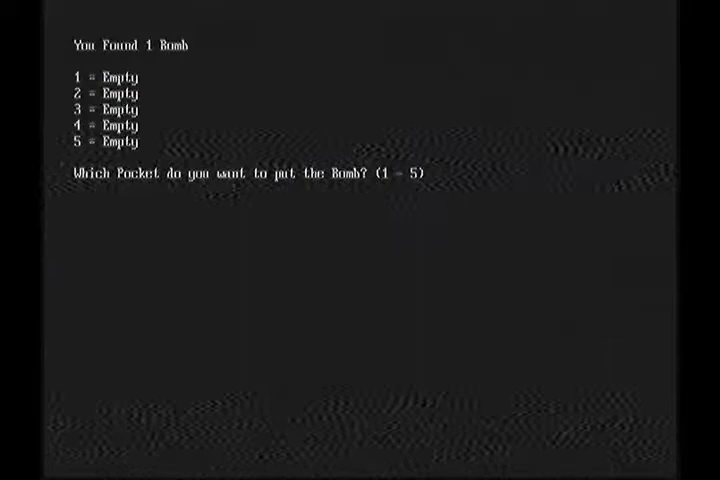 You Found 1 Bomb
1 = Empty
2 = Empty
3 = Empty
4 = Empty
5 = Empty
Which Pocket do you want to put the Bomb? (1 - 5)